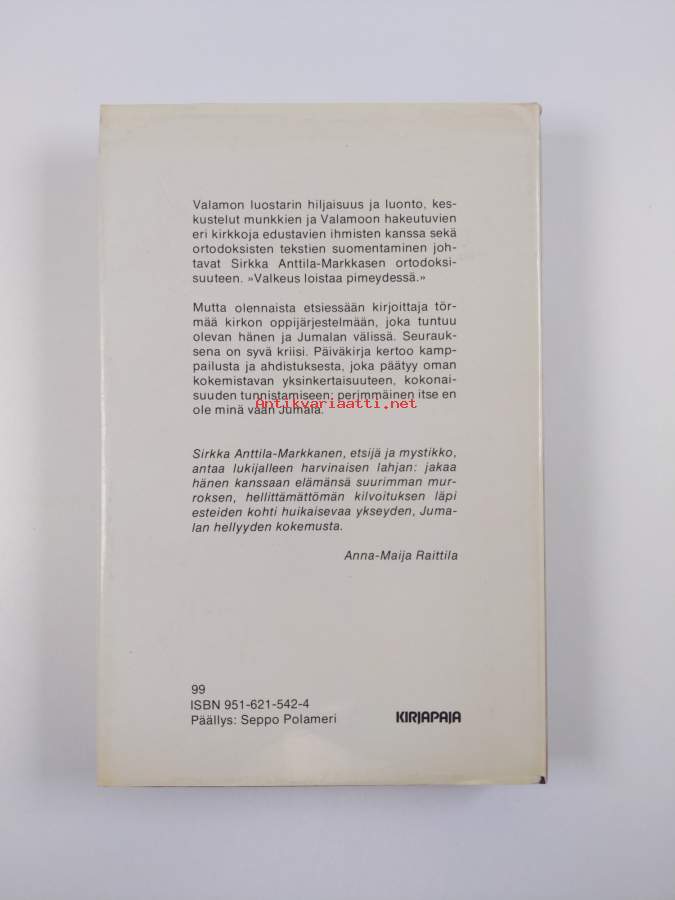 Valamon luostarin hiljaisuus ja luonto, kes-
kustelut munkkien ja Valamoon hakeutuvien
eri kirkkoja edustavien ihmisten kanssa sekä
ortodoksisten tekstien suomentaminen joh-
tavat Sirkka Anttila-Markkasen ortodoksi-
suuteen. »Valkeus loistaa pimeydessä.»
Mutta olennaista etsiessään kirjoittaja tör-
mää kirkon oppijärjestelmään, joka tuntuu
olevan hänen ja Jumalan välissä. Seurauk-
sena on syvä kriisi. Päiväkirja kertoo kamp-
pailusta ja ahdistuksesta, joka päätyy oman
kokemistavan yksinkertaisuuteen, kokonai-
suuden tunnistamiseen: perimmäinen itse en
Antikvariaatti.net
ole minä vaan Jumala.
Sirkka Anttila-Markkanen, etsijä ja mystikko,
antaa lukijalleen harvinaisen lahjan: jakaa
hänen kanssaan elämänsä suurimman mur-
roksen, hellittämättömän kilvoituksen läpi
esteiden kohti huikaisevaa ykseyden, Juma-
lan hellyyden kokemusta.
Anna-Maija Raittila
99
ISBN 951-621-542-4
Päällys: Seppo Polameri
KIRJAPAJA